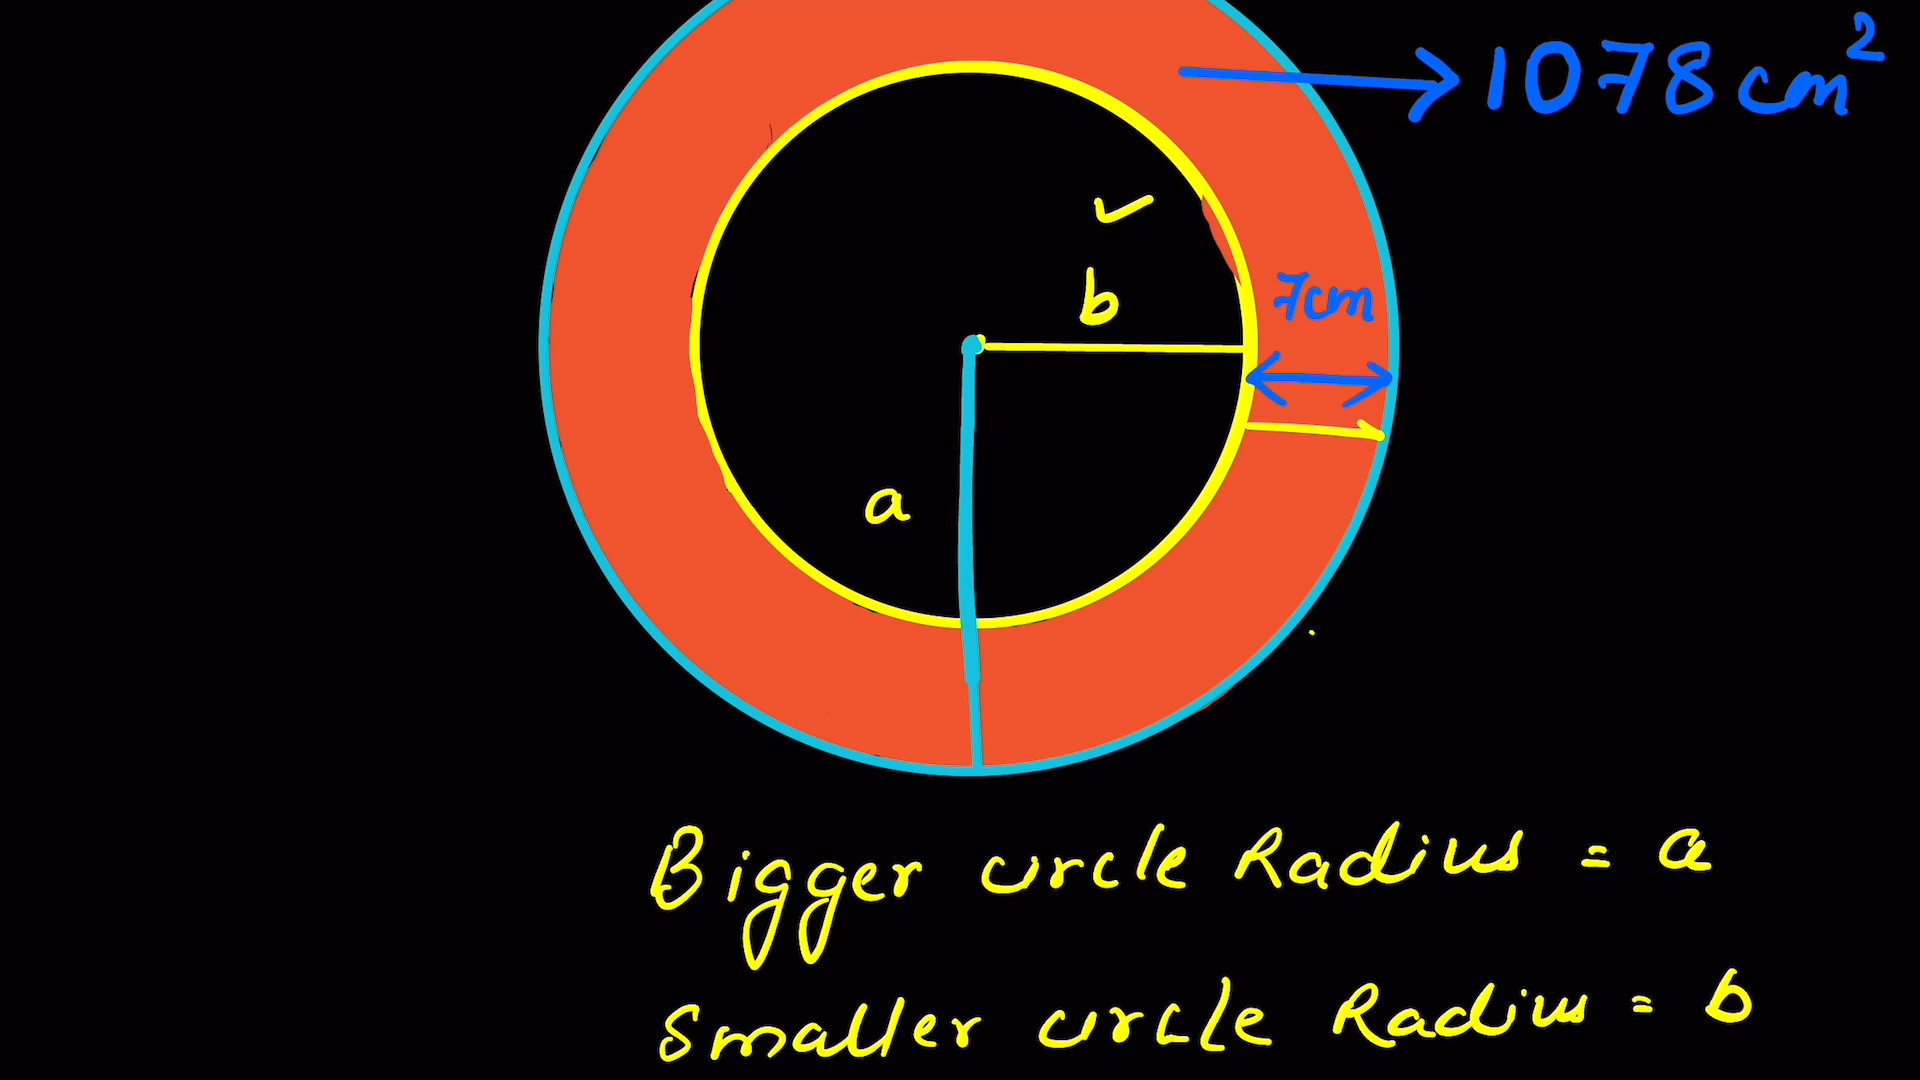 1078 cm²
b
7cm
a
Bigger circle Radius = a
Smaller circle Radius = b